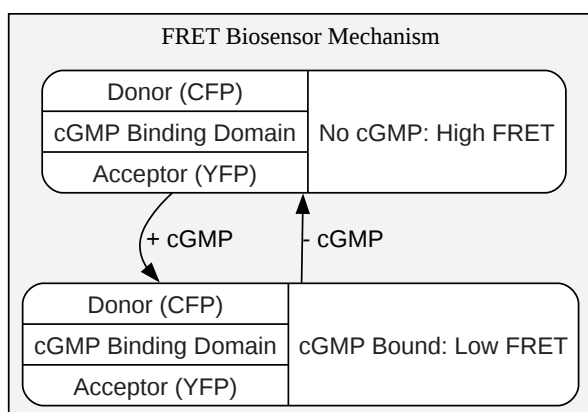 FRET Biosensor Mechanism
Donor (CFP)
cGMP Binding Domain
Acceptor (YFP)
No cGMP: High FRET
+ cGMP
- cGMP
Donor (CFP)
cGMP Binding Domain
Acceptor (YFP)
cGMP Bound: Low FRET